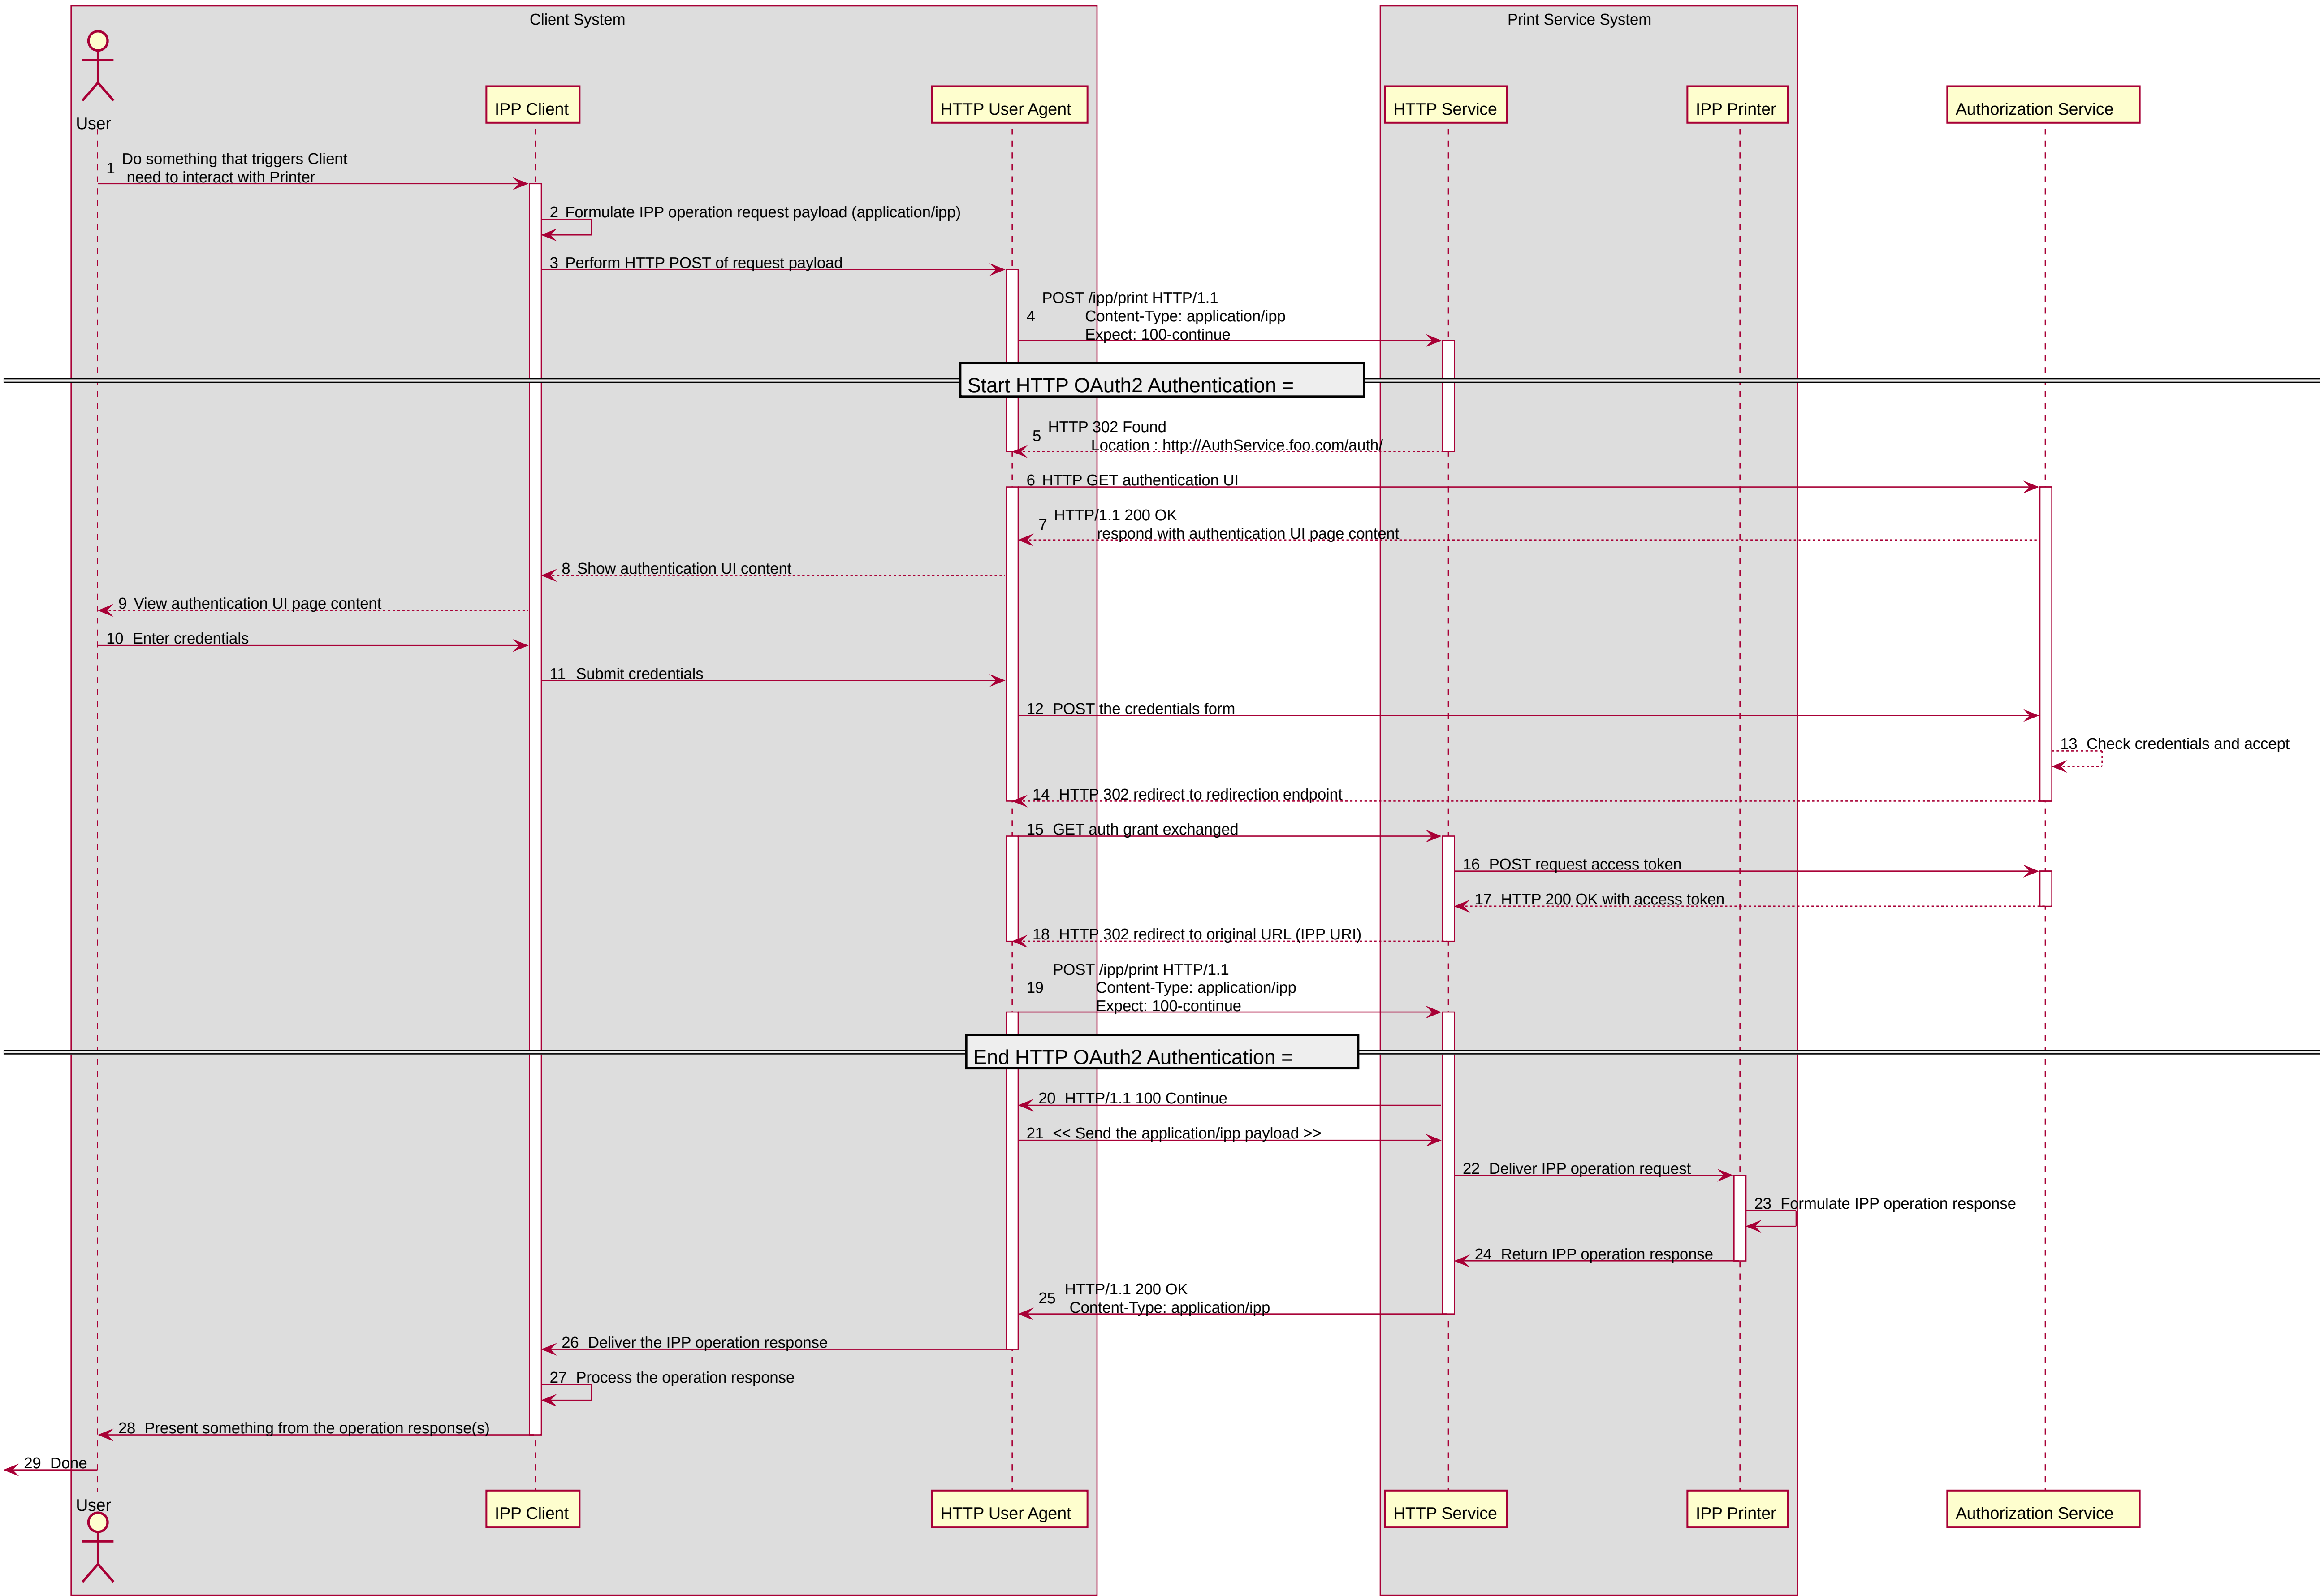 Client System
Print Service System
User
IPP Client
HTTP User Agent
HTTP Service
IPP Printer
Authorization Service
1 Do something that triggers Client
need to interact with Printer
2 Formulate IPP operation request payload (application/ipp)
3 Perform HTTP POST of request payload
POST /ipp/print HTTP/1.1
4 Content-Type: application/ipp
Expect: 100-continue
Start HTTP OAuth2 Authentication =
5 HTTP 302 Found
Location : http://AuthService.foo.com/auth/
6 HTTP GET authentication UI
7 HTTP/1.1 200 OK
respond with authentication UI page content
8 Show authentication UI content
9 View authentication UI page content
10 Enter credentials
11 Submit credentials
12 POST the credentials form
13 Check credentials and accept
14 HTTP 302 redirect to redirection endpoint
15 GET auth grant exchanged
16 POST request access token
17 HTTP 200 OK with access token
18 HTTP 302 redirect to original URL (IPP URI)
POST /ipp/print HTTP/1.1
19 Content-Type: application/ipp
Expect: 100-continue
End HTTP OAuth2 Authentication =
20 HTTP/1.1 100 Continue
21 << Send the application/ipp payload >>
22 Deliver IPP operation request
23 Formulate IPP operation response
24 Return IPP operation response
25 HTTP/1.1 200 OK
Content-Type: application/ipp
26 Deliver the IPP operation response
27 Process the operation response
28 Present something from the operation response(s)
29 Done
User
IPP Client
HTTP User Agent
HTTP Service
IPP Printer
Authorization Service